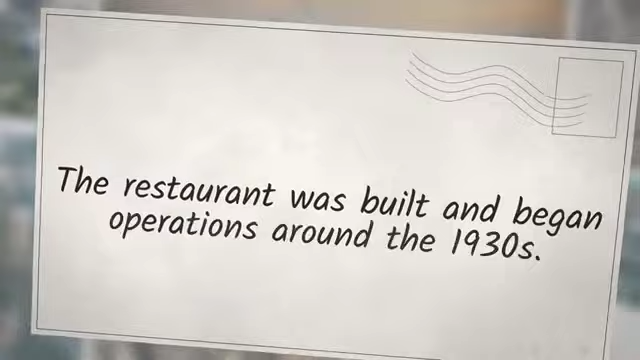 The restaurant was built and began
operations around the 1930s.